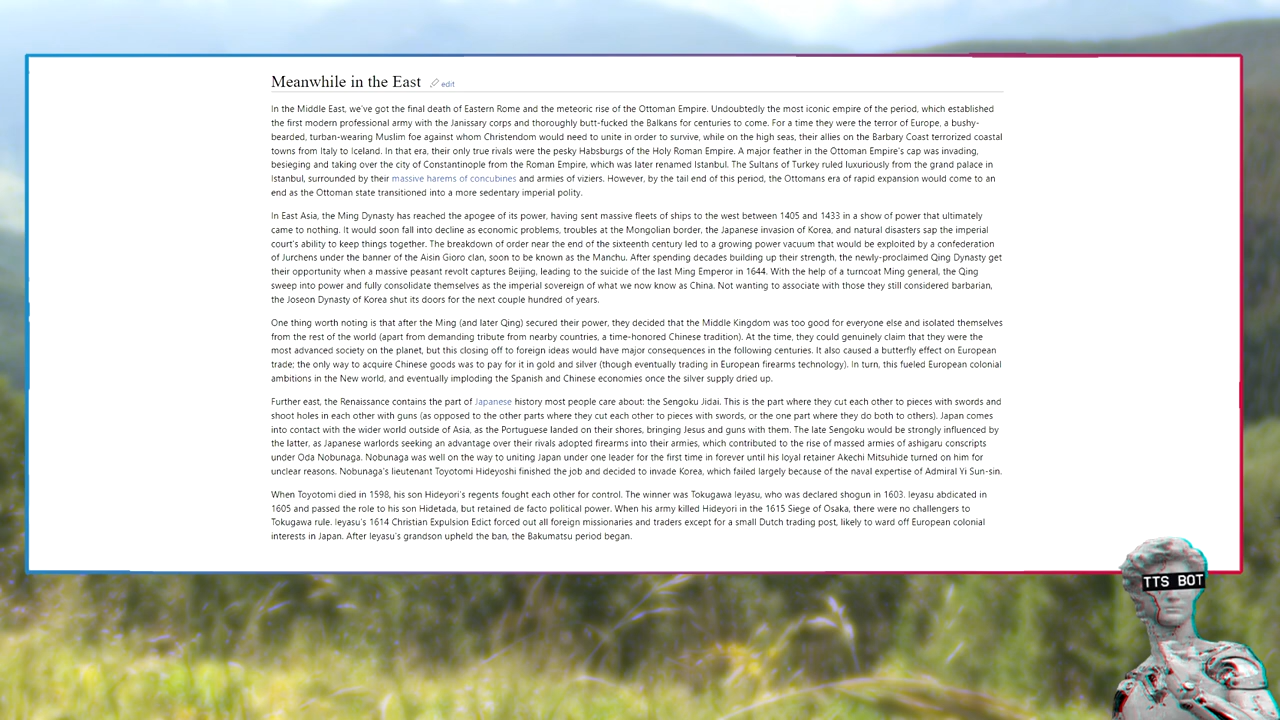 Meanwhile in the East edit
In the Middle East, we've got the final death of Eastern Rome and the meteoric rise of the Ottoman Empire. Undoubtedly the most iconic empire of the period, which established
the first modern professional army with the Janissary corps and thoroughly butt-fucked the Balkans for centuries to come. For a time they were the terror of Europe, a bushy-
bearded, turban-wearing Muslim foe against whom Christendom would need to unite in order to survive, while on the high seas, their allies on the Barbary Coast terrorized coastal
towns from Italy to Iceland. In that era, their only true rivals were the pesky Habsburgs of the Holy Roman Empire. A major feather in the Ottoman Empire's cap was invading,
besieging and taking over the city of Constantinople from the Roman Empire, which was later renamed Istanbul. The Sultans of Turkey ruled luxuriously from the grand palace in
Istanbul, surrounded by their massive harems of concubines and armies of viziers. However, by the tail end of this period, the Ottomans era of rapid expansion would come to an
end as the Ottoman state transitioned into a more sedentary imperial polity.
In East Asia, the Ming Dynasty has reached the apogee of its power, having sent massive fleets of ships to the west between 1405 and 1433 in a show of power that ultimately
came to nothing. It would soon fall into decline as economic problems, troubles at the Mongolian border, the Japanese invasion of Korea, and natural disasters sap the imperial
court's ability to keep things together. The breakdown of order near the end of the sixteenth century led to a growing power vacuum that would be exploited by a confederation
of Jurchens under the banner of the Aisin Gioro clan, soon to be known as the Manchu. After spending decades building up their strength, the newly-proclaimed Qing Dynasty get
their opportunity when a massive peasant revolt captures Beijing, leading to the suicide of the last Ming Emperor in 1644. With the help of a turncoat Ming general, the Qing
sweep into power and fully consolidate themselves as the imperial sovereign of what we now know as China. Not wanting to associate with those they still considered barbarian,
the Joseon Dynasty of Korea shut its doors for the next couple hundred of years.
One thing worth noting is that after the Ming (and later Qing) secured their power, they decided that the Middle Kingdom was too good for everyone else and isolated themselves
from the rest of the world (apart from demanding tribute from nearby countries, a time-honored Chinese tradition). At the time, they could genuinely claim that they were the
most advanced society on the planet, but this closing off to foreign ideas would have major consequences in the following centuries. It also caused a butterfly effect on European
trade; the only way to acquire Chinese goods was to pay for it in gold and silver (though eventually trading in European firearms technology). In turn, this fueled European colonial
ambitions in the New world, and eventually imploding the Spanish and Chinese economies once the silver supply dried up.
Further east, the Renaissance contains the part of Japanese history most people care about: the Sengoku Jidai. This is the part where they cut each other to pieces with swords and
shoot holes in each other with guns (as opposed to the other parts where they cut each other to pieces with swords, or the one part where they do both to others). Japan comes
into contact with the wider world outside of Asia, as the Portuguese landed on their shores, bringing Jesus and guns with them. The late Sengoku would be strongly influenced by
the latter, as Japanese warlords seeking an advantage over their rivals adopted firearms into their armies, which contributed to the rise of massed armies of ashigaru conscripts
under Oda Nobunaga. Nobunaga was well on the way to uniting Japan under one leader for the first time in forever until his loyal retainer Akechi Mitsuhide turned on him for
unclear reasons. Nobunaga's lieutenant Toyotomi Hideyoshi finished the job and decided to invade Korea, which failed largely because of the naval expertise of Admiral Yi Sun-sin.
When Toyotomi died in 1598, his son Hideyori's regents fought each other for control. The winner was Tokugawa Ieyasu, who was declared shogun in 1603. Ieyasu abdicated in
1605 and passed the role to his son Hidetada, but retained de facto political power. When his army killed Hideyori in the 1615 Siege of Osaka, there were no challengers to
Tokugawa rule. Ieyasu's 1614 Christian Expulsion Edict forced out all foreign missionaries and traders except for a small Dutch trading post, likely to ward off European colonial
interests in Japan. After Ieyasu's grandson upheld the ban, the Bakumatsu period began.
TTS BOT